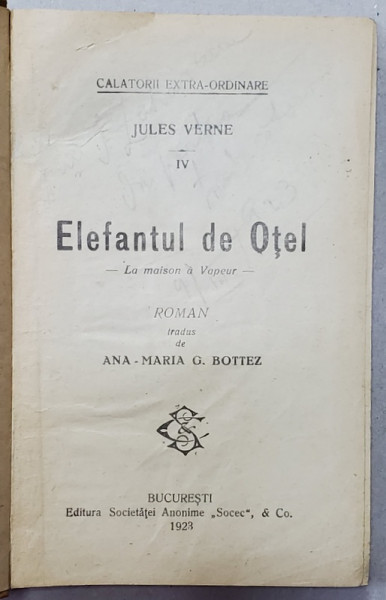 CALATORII EXTRA-ORDINARE
JULES VERNE
IV
Elefantul de Oțel
— La maison à Vapeur —
ROMAN
tradus
de
ANA-MARIA G. BOTTEZ
BUCUREȘTI
Editura Societăței Anonime „Socec", & Co.
1923